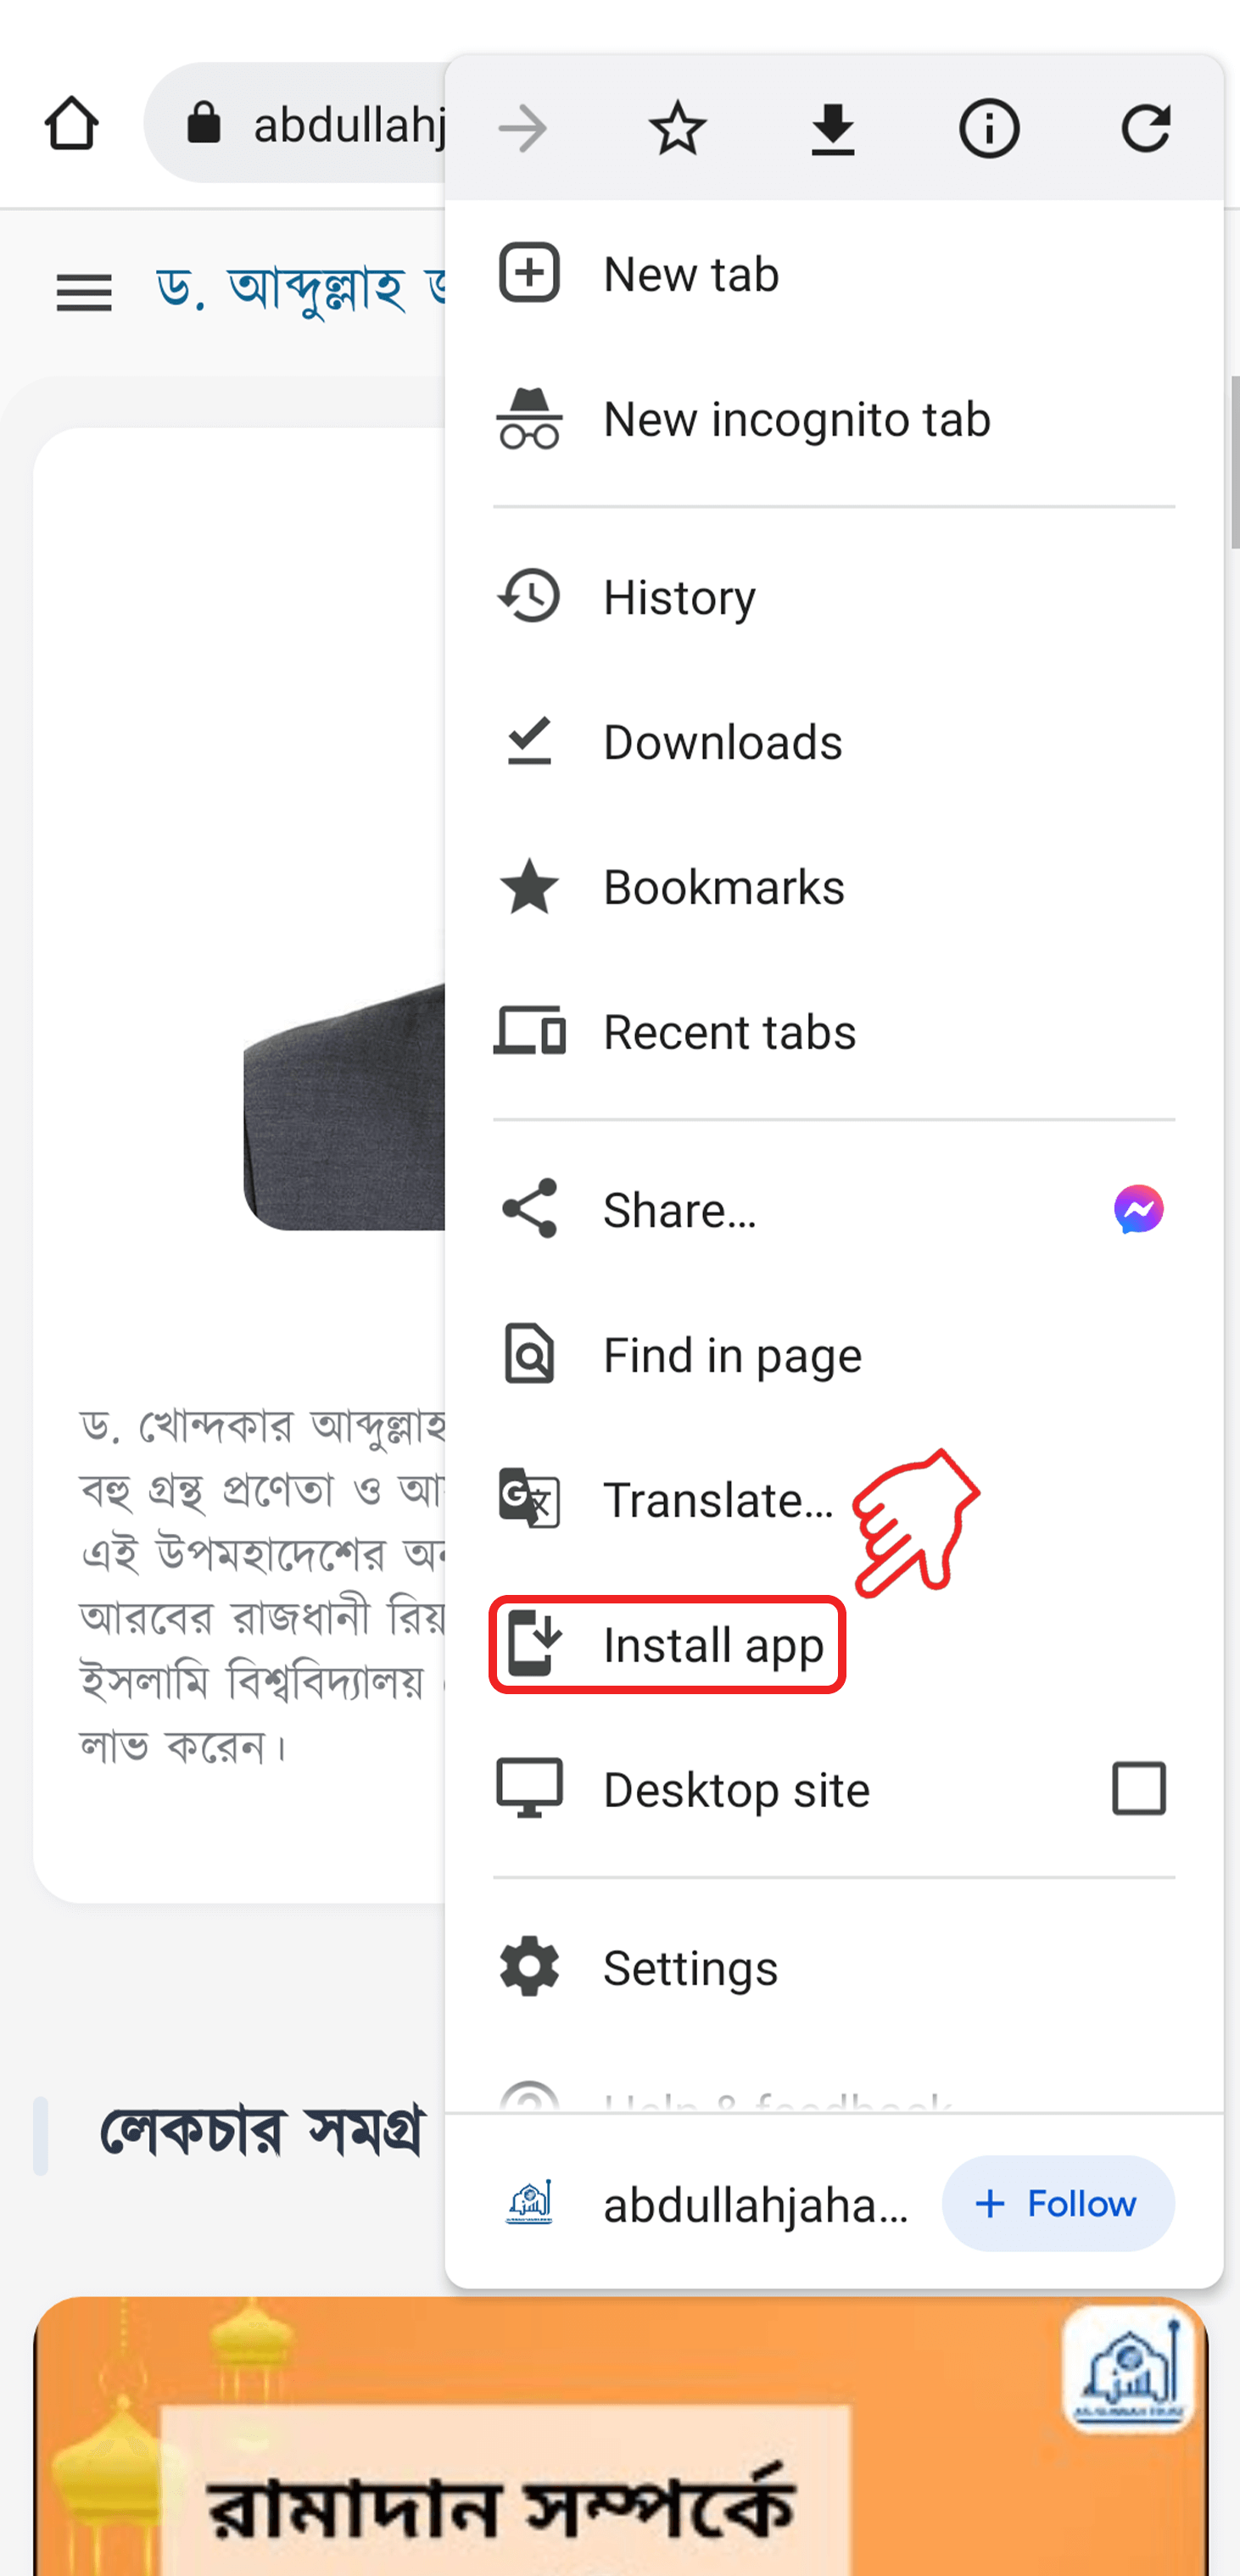 abdullahj
ড. আব্দুল্লাহ
New tab
New incognito tab
History
Downloads
Bookmarks
Recent tabs
Share...
Find in page
Translate...
Install app
Desktop site
Settings
Help & feedback
abdullahjaha...
+ Follow
ড. খোন্দকার আব্দুল্লাহ
বহু গ্রন্থ প্রণেতা ও
এই উপমহাদেশের
আরবের রাজধানী
ইসলামি বিশ্ববিদ্যালয়
লাভ করেন।
লেকচার সমগ্র
রামাদান সম্পর্কে